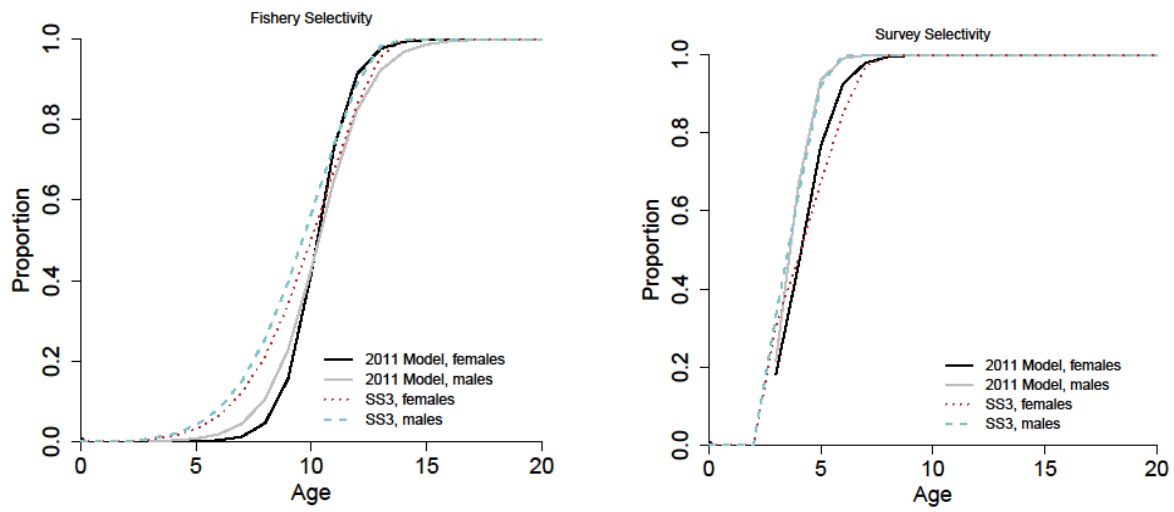 Fishery Selectivity
Proportion
0.0 0.2 0.4 0.6 0.8 1.0
2011 Model, females
2011 Model, males
SS3, females
SS3, males
0 5 10 15 20
Age
Survey Selectivity
Proportion
0.0 0.2 0.4 0.6 0.8 1.0
2011 Model, females
2011 Model, males
SS3, females
SS3, males
0 5 10 15 20
Age